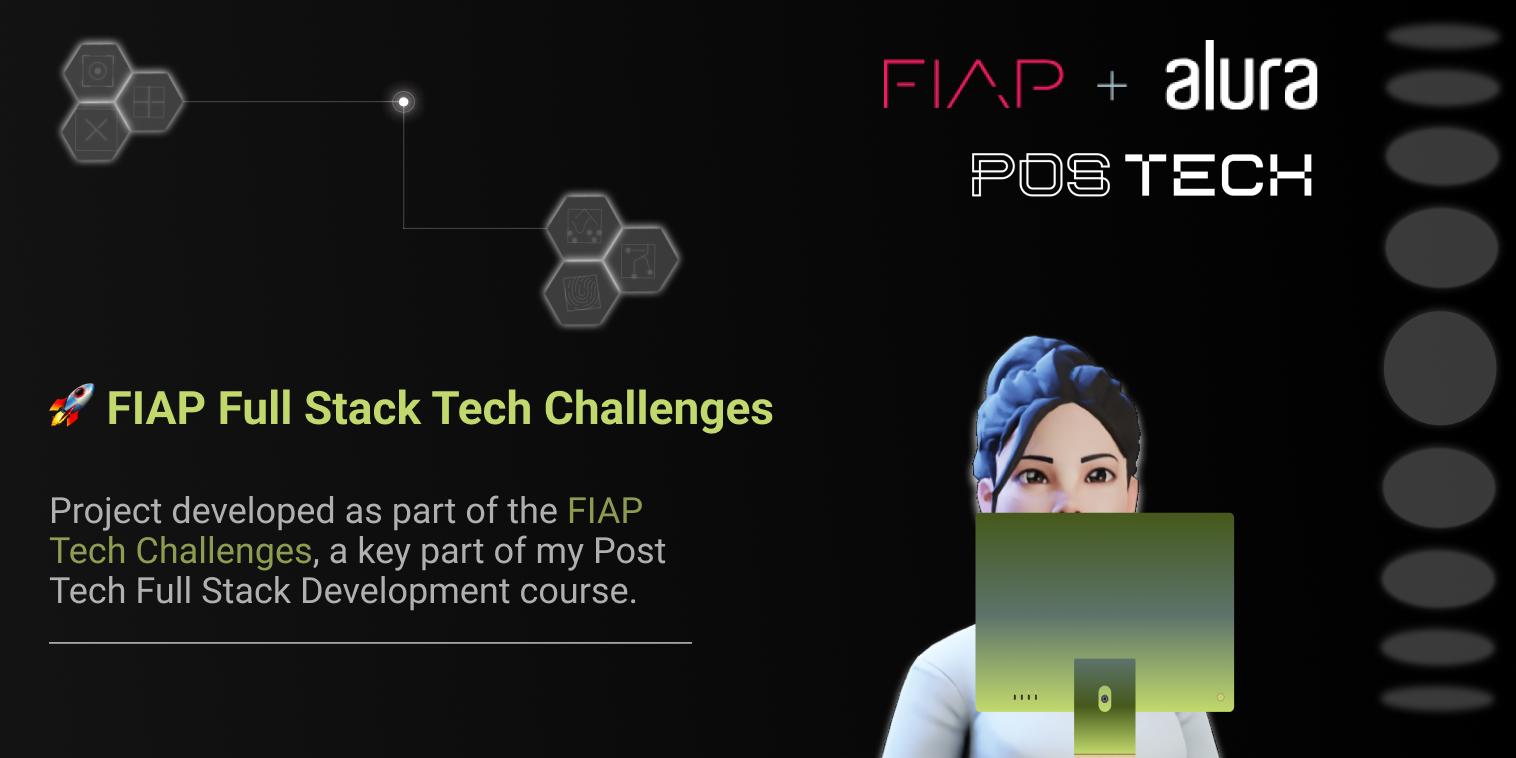 FIAP + alura
POS TECH
🚀 FIAP Full Stack Tech Challenges
Project developed as part of the FIAP
Tech Challenges, a key part of my Post
Tech Full Stack Development course.